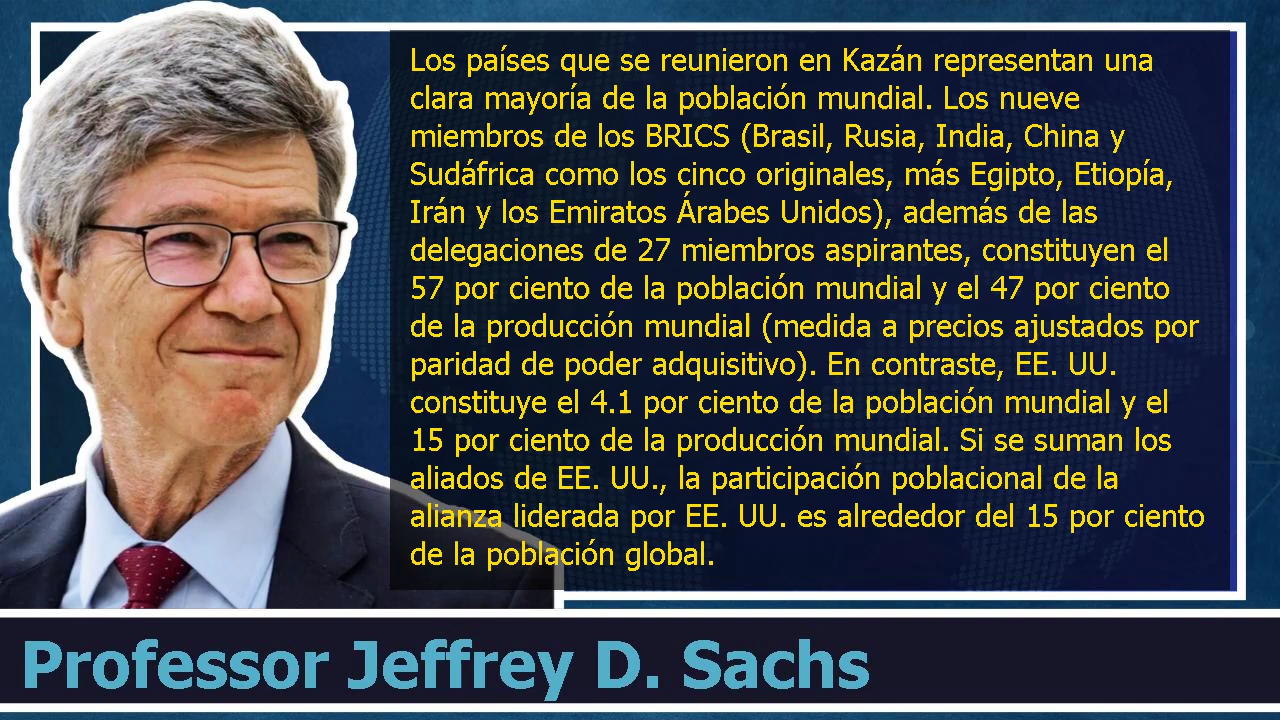 Los países que se reunieron en Kazán representan una
clara mayoría de la población mundial. Los nueve
miembros de los BRICS (Brasil, Rusia, India, China y
Sudáfrica como los cinco originales, más Egipto, Etiopía,
Irán y los Emiratos Árabes Unidos), además de las
delegaciones de 27 miembros aspirantes, constituyen el
57 por ciento de la población mundial y el 47 por ciento
de la producción mundial (medida a precios ajustados por
paridad de poder adquisitivo). En contraste, EE. UU.
constituye el 4.1 por ciento de la población mundial y el
15 por ciento de la producción mundial. Si se suman los
aliados de EE. UU., la participación poblacional de la
alianza liderada por EE. UU. es alrededor del 15 por ciento
de la población global.
Professor Jeffrey D. Sachs